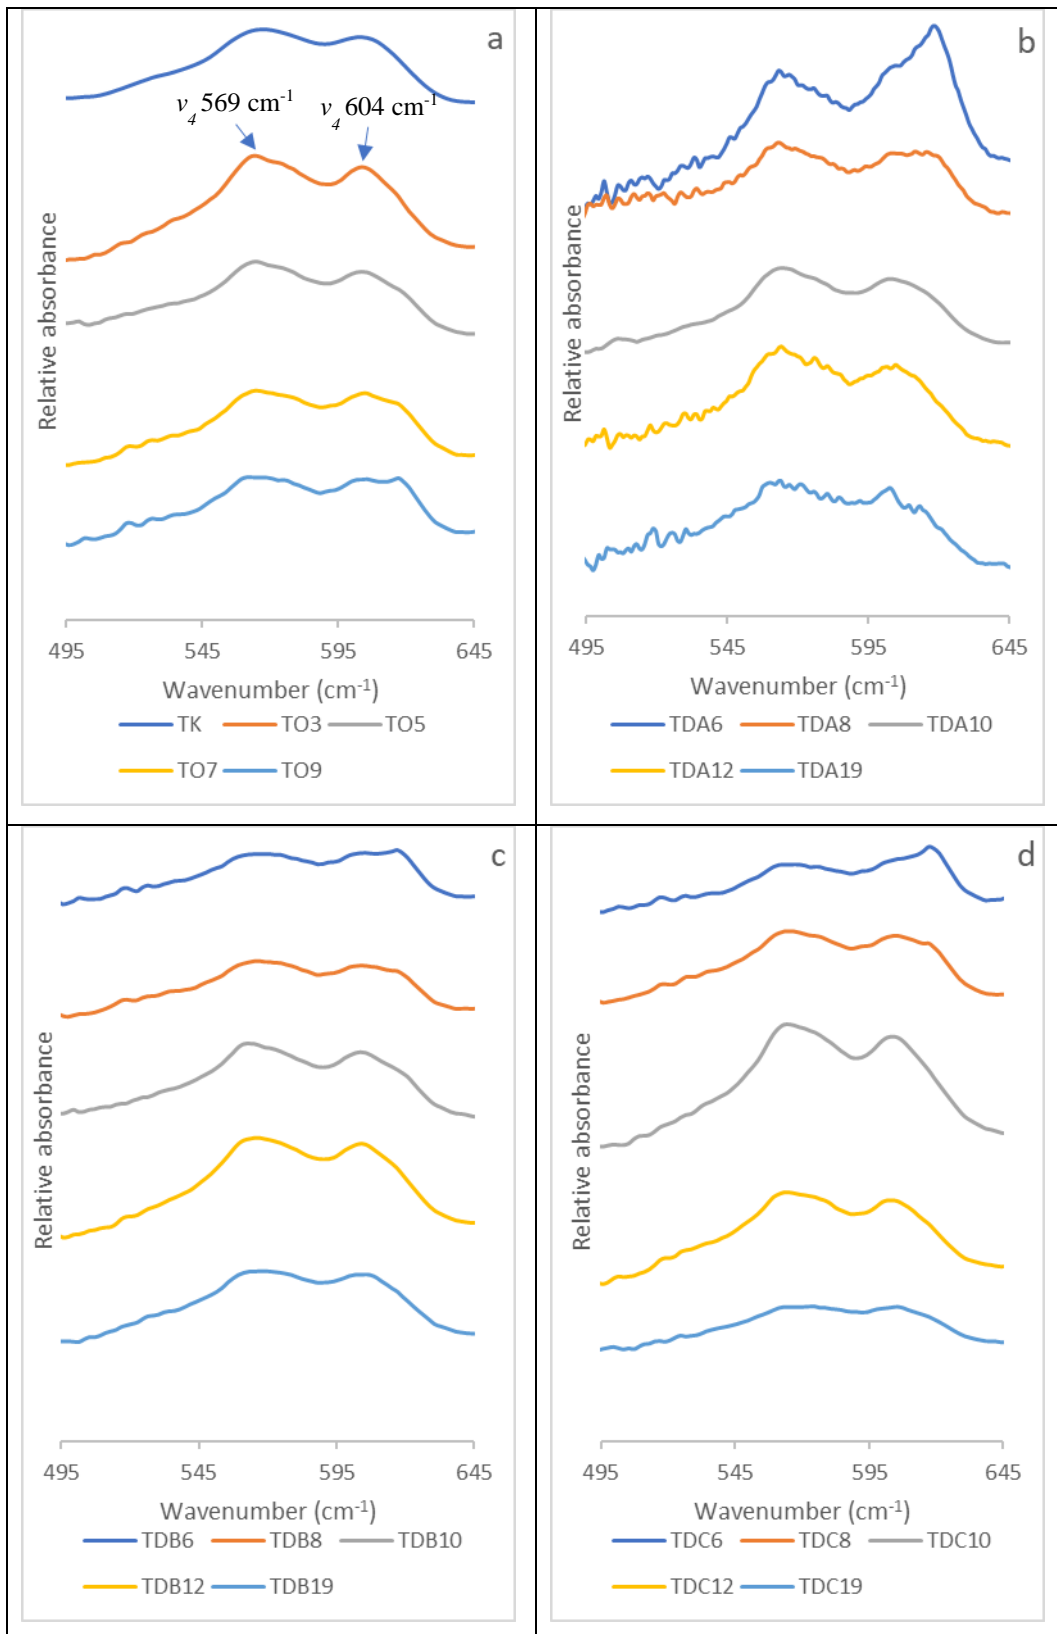 a
v4 569 cm-1
v4 604 cm-1
Relative absorbance
495 545 595 645
Wavenumber (cm-1)
TK TO3 TO5
TO7 TO9
b
Relative absorbance
495 545 595 645
Wavenumber (cm-1)
TDA6 TDA8 TDA10
TDA12 TDA19
c
Relative absorbance
495 545 595 645
Wavenumber (cm-1)
TDB6 TDB8 TDB10
TDB12 TDB19
d
Relative absorbance
495 545 595 645
Wavenumber (cm-1)
TDC6 TDC8 TDC10
TDC12 TDC19